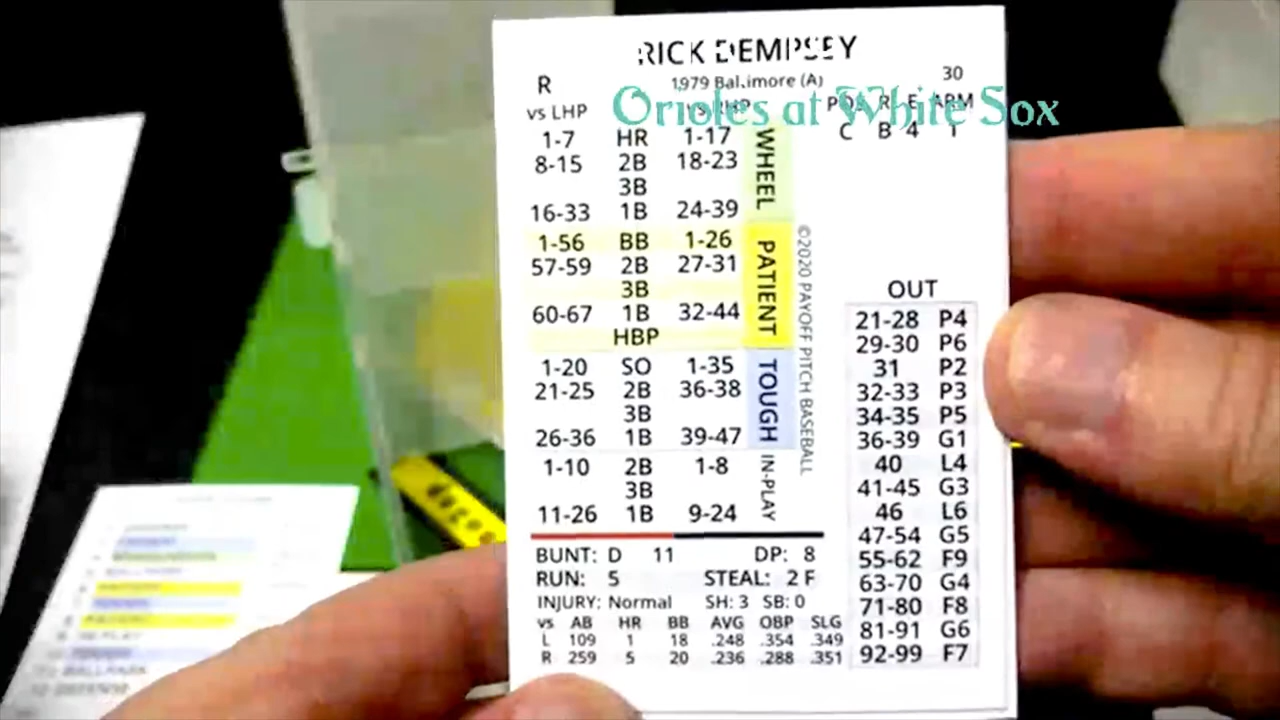 RICK DEMPSEY
1979 Baltimore (A)
R 30
Orioles at White Sox
vs LHP vs RHP POS R E ARM
C B 4 1
1-7 HR 1-17
8-15 2B 18-23
3B
16-33 1B 24-39
WHEEL
1-56 BB 1-26
57-59 2B 27-31
3B
60-67 1B 32-44
HBP
PATIENT
1-20 SO 1-35
21-25 2B 36-38
3B
26-36 1B 39-47
TOUGH
1-10 2B 1-8
3B
11-26 1B 9-24
IN-PLAY
©2020 PAYOFF PITCH BASEBALL
OUT
21-28 P4
29-30 P6
31 P2
32-33 P3
34-35 P5
36-39 G1
40 L4
41-45 G3
46 L6
47-54 G5
55-62 F9
63-70 G4
71-80 F8
81-91 G6
92-99 F7
BUNT: D 11 DP: 8
RUN: 5 STEAL: 2 F
INJURY: Normal SH: 3 SB: 0
vs AB HR BB AVG OBP SLG
L 109 1 18 .248 .354 .349
R 259 5 20 .236 .288 .351